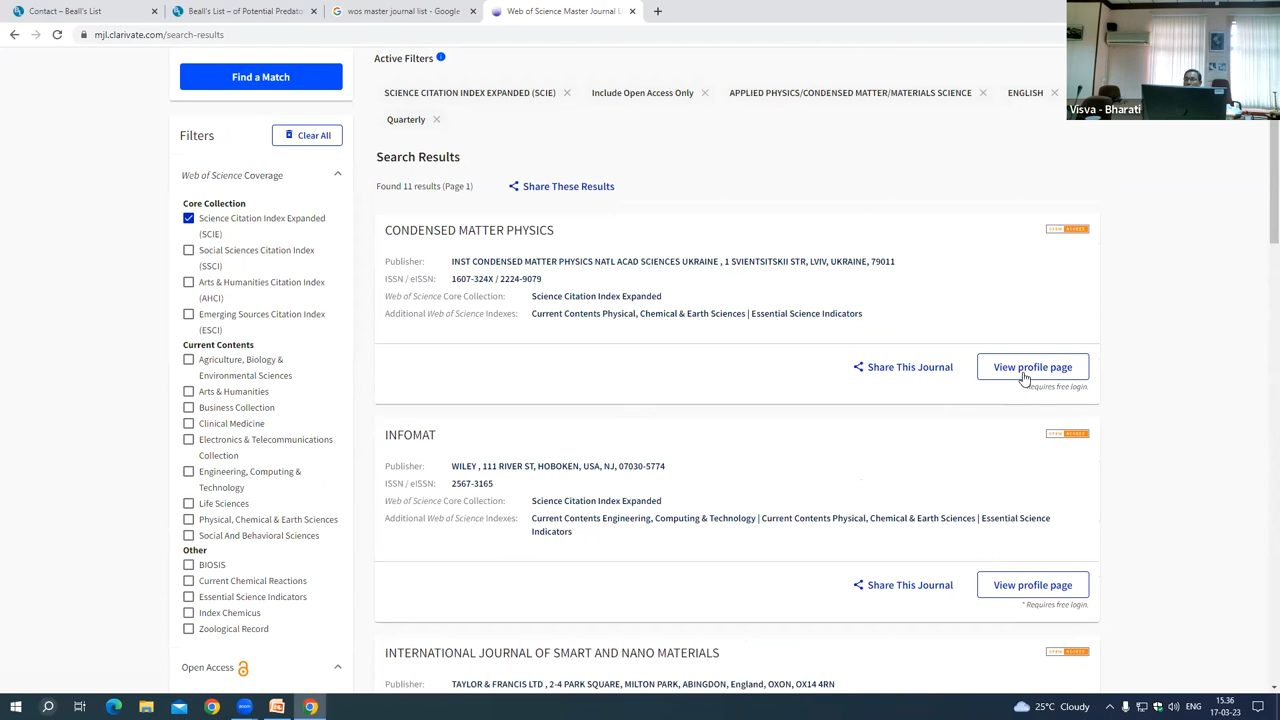 Contact – Beall's List
Beall's List – of Potential Predato
wos master journal list - Google
Web of Science Master Journal L
mjl.clarivate.com/search-results
Visva - Bharati
Find a Match
Filters
Clear All
Web of Science Coverage
Core Collection
Science Citation Index Expanded
(SCIE)
Social Sciences Citation Index
(SSCI)
Arts & Humanities Citation Index
(AHCI)
Emerging Sources Citation Index
(ESCI)
Current Contents
Agriculture, Biology &
Environmental Sciences
Arts & Humanities
Business Collection
Clinical Medicine
Electronics & Telecommunications
Collection
Engineering, Computing &
Technology
Life Sciences
Physical, Chemical & Earth Sciences
Social And Behavioral Sciences
Other
BIOSIS
Current Chemical Reactions
Essential Science Indicators
Index Chemicus
Zoological Record
Open Access
Active Filters
SCIENCE CITATION INDEX EXPANDED (SCIE)
Include Open Access Only
APPLIED PHYSICS/CONDENSED MATTER/MATERIALS SCIENCE
ENGLISH
Quarterly
Search Results
Found 11 results (Page 1)
Share These Results
CONDENSED MATTER PHYSICS
OPEN ACCESS
Publisher: INST CONDENSED MATTER PHYSICS NATL ACAD SCIENCES UKRAINE , 1 SVIENTSITSKII STR, LVIV, UKRAINE, 79011
ISSN / eISSN: 1607-324X / 2224-9079
Web of Science Core Collection: Science Citation Index Expanded
Additional Web of Science Indexes: Current Contents Physical, Chemical & Earth Sciences | Essential Science Indicators
Share This Journal
View profile page
Requires free login.
INFOMAT
OPEN ACCESS
Publisher: WILEY , 111 RIVER ST, HOBOKEN, USA, NJ, 07030-5774
ISSN / eISSN: 2567-3165
Web of Science Core Collection: Science Citation Index Expanded
Additional Web of Science Indexes: Current Contents Engineering, Computing & Technology | Current Contents Physical, Chemical & Earth Sciences | Essential Science
Indicators
Share This Journal
View profile page
* Requires free login.
INTERNATIONAL JOURNAL OF SMART AND NANO MATERIALS
OPEN ACCESS
Publisher: TAYLOR & FRANCIS LTD , 2-4 PARK SQUARE, MILTON PARK, ABINGDON, England, OXON, OX14 4RN
25°C Cloudy
ENG
15.36
17-03-23